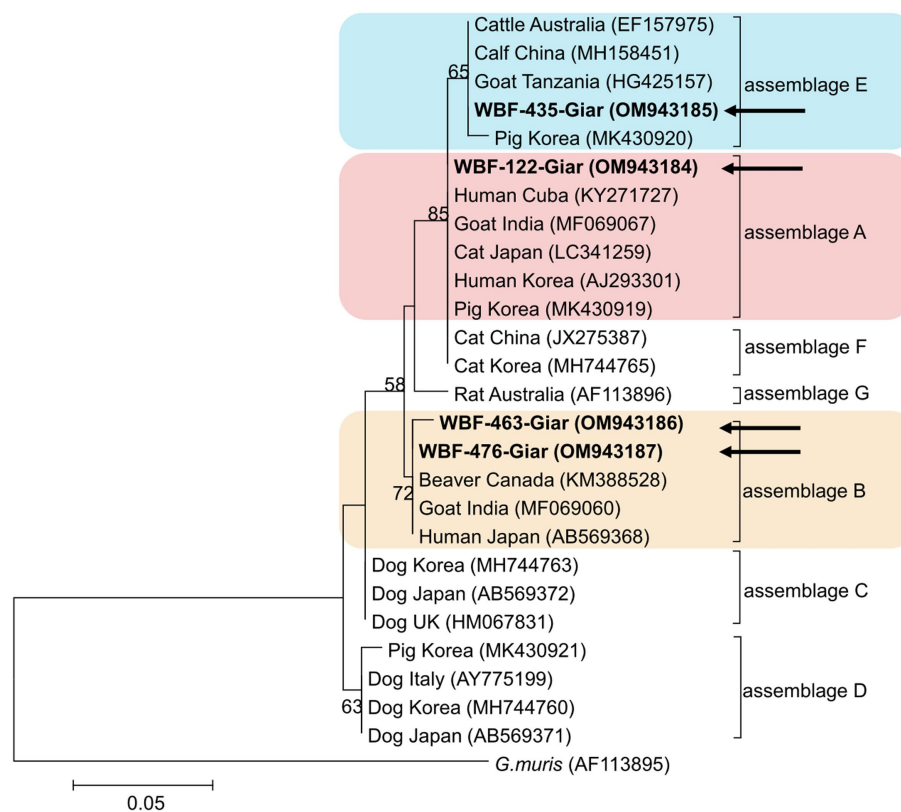 Cattle Australia (EF157975)
Calf China (MH158451)
65
Goat Tanzania (HG425157)
assemblage E
WBF-435-Giar (OM943185)
Pig Korea (MK430920)
WBF-122-Giar (OM943184)
Human Cuba (KY271727)
85
Goat India (MF069067)
assemblage A
Cat Japan (LC341259)
Human Korea (AJ293301)
Pig Korea (MK430919)
Cat China (JX275387)
assemblage F
Cat Korea (MH744765)
58
Rat Australia (AF113896)
assemblage G
WBF-463-Giar (OM943186)
WBF-476-Giar (OM943187)
Beaver Canada (KM388528)
72
assemblage B
Goat India (MF069060)
Human Japan (AB569368)
Dog Korea (MH744763)
Dog Japan (AB569372)
assemblage C
Dog UK (HM067831)
Pig Korea (MK430921)
Dog Italy (AY775199)
assemblage D
63
Dog Korea (MH744760)
Dog Japan (AB569371)
G.muris (AF113895)
0.05